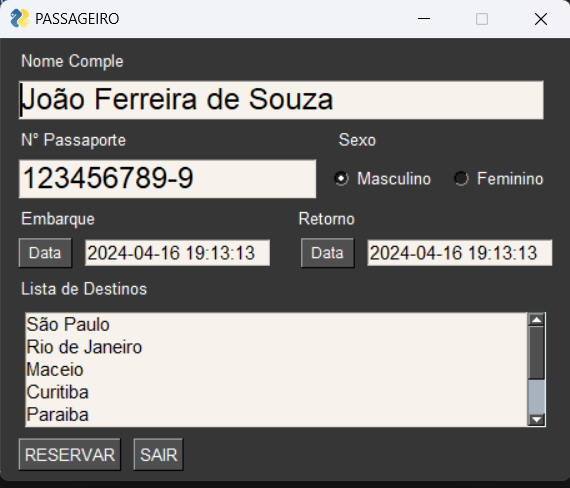 PASSAGEIRO
Nome Comple
João Ferreira de Souza
N° Passaporte Sexo
123456789-9 Masculino Feminino
Embarque Retorno
Data 2024-04-16 19:13:13 Data 2024-04-16 19:13:13
Lista de Destinos
São Paulo
Rio de Janeiro
Maceio
Curitiba
Paraiba
RESERVAR SAIR